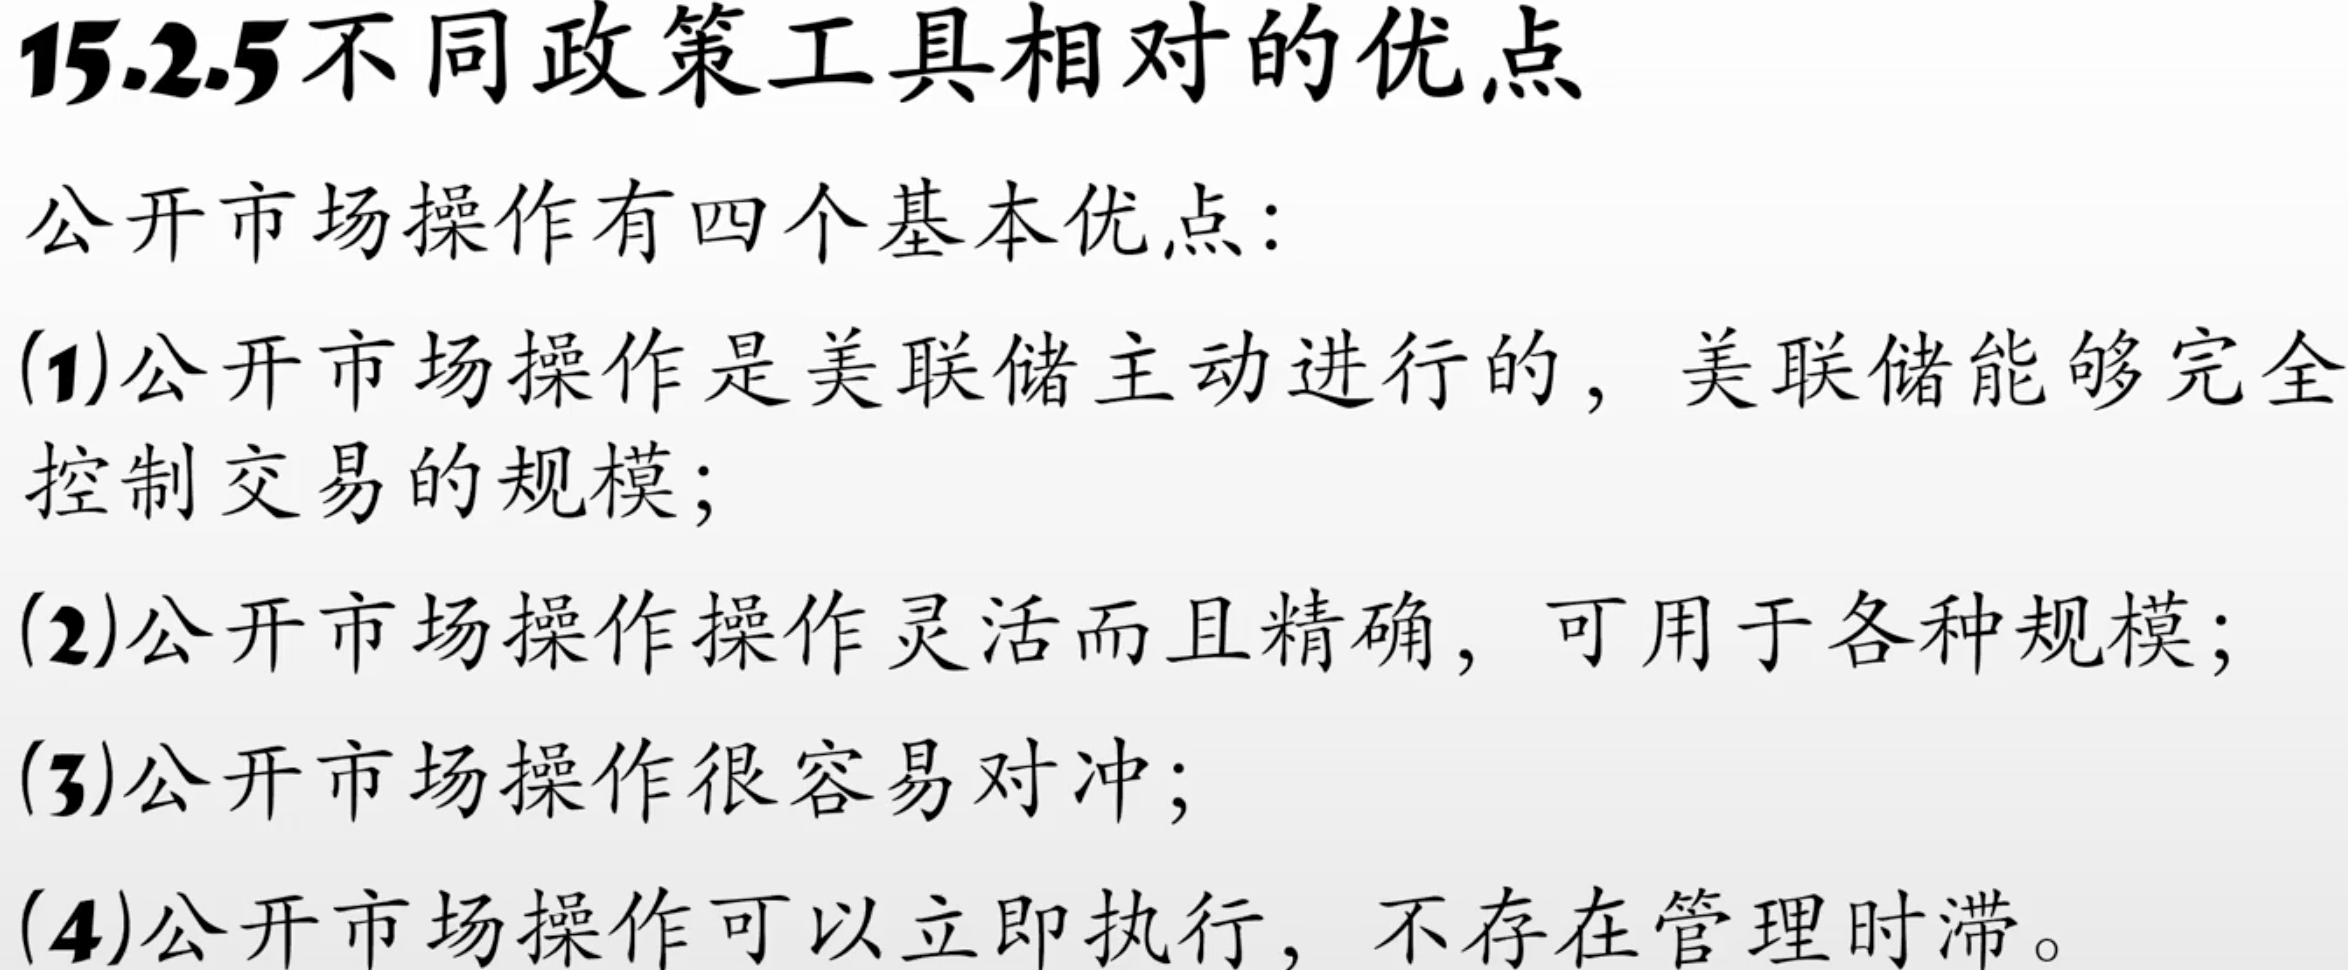 15.2.5不同政策工具相对的优点
公开市场操作有四个基本优点：
(1)公开市场操作是美联储主动进行的，美联储能够完全
控制交易的规模；
(2)公开市场操作操作灵活而且精确，可用于各种规模；
(3)公开市场操作很容易对冲；
(4)公开市场操作可以立即执行，不存在管理时滞。